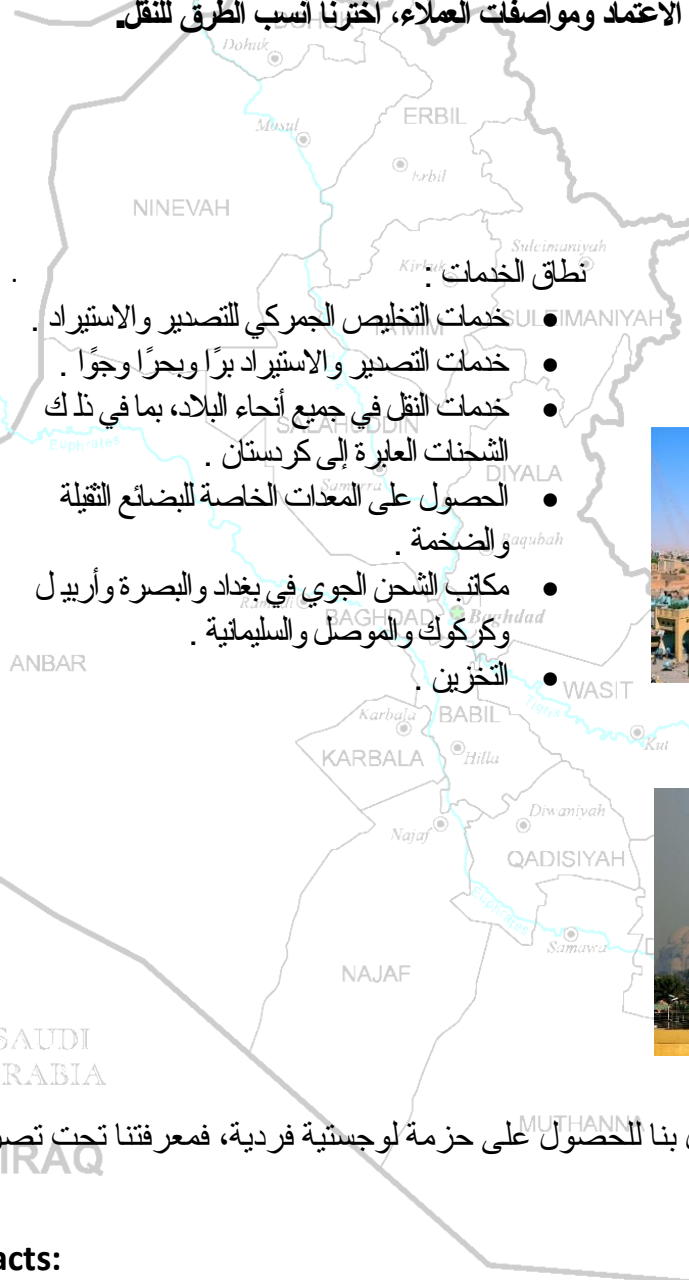 الاعتماد ومواصفات العملاء، اخترنا انسب الطرق للنقل.
Dohuk
Mosul
ERBIL
Erbil
NINEVAH
Suleimaniyah
Kirkuk
نطاق الخدمات :
.
SULEIMANIYAH
● خدمات التخليص الجمركي للتصدير والاستيراد .
● خدمات التصدير والاستيراد برًا وبحرًا وجوًا .
● خدمات النقل في جميع أنحاء البلاد، بما في ذلك
SALAHUDDIN
Euphrates
الشحنات العابرة إلى كردستان .
DIYALA
Samarra
● الحصول على المعدات الخاصة للبضائع الثقيلة
والضخمة .
Baqubah
● مكاتب الشحن الجوي في بغداد والبصرة وأربيل
Ramadi
BAGHDAD
Baghdad
وكركوك والموصل والسليمانية .
ANBAR
● التخزين .
WASIT
Tigris
Karbala
BABIL
Kut
KARBALA
Hilla
Diwaniyah
Najaf
QADISIYAH
Euphrates
Samawa
NAJAF
SAUDI
ARABIA
MUTHANNA
بنا للحصول على حزمة لوجستية فردية، فمعرفتنا تحت
IRAQ
acts: